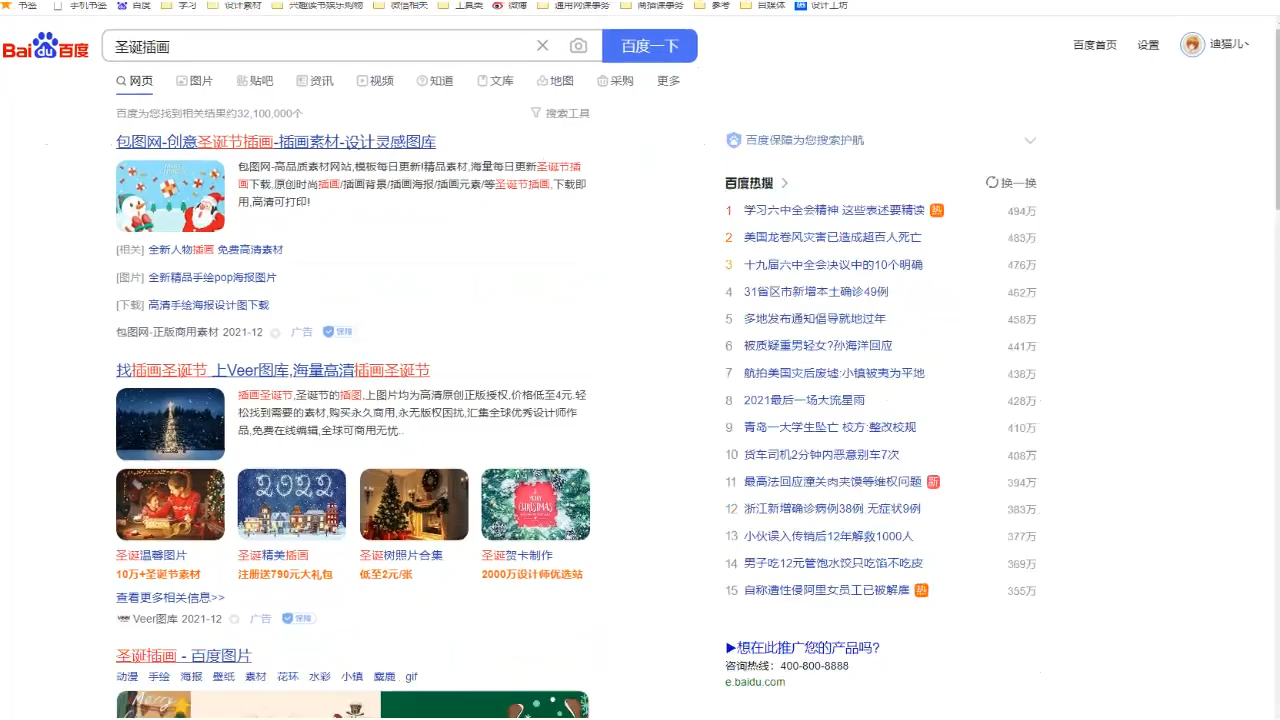 书签 手机书签 百度 学习 设计素材 兴趣读书娱乐购物 微信相关 工具类 微博 通用网课事务 商插课事务 参考 自媒体 设计工坊
Bai du 百度 圣诞插画 百度一下 百度首页 设置 迪猫儿
网页 图片 贴吧 资讯 视频 知道 文库 地图 采购 更多
百度为您找到相关结果约32,100,000个 搜索工具
包图网-创意圣诞节插画-插画素材-设计灵感图库
包图网-高品质素材网站,模板每日更新!精品素材,海量每日更新圣诞节插
画下载,原创时尚插画/插画背景/插画海报/插画元素/等圣诞节插画,下载即
用,高清可打印!
[相关] 全新人物插画 免费高清素材
[图片] 全新精品手绘pop海报图片
[下载] 高清手绘海报设计图下载
包图网-正版商用素材 2021-12 广告 保障
找插画圣诞节 上Veer图库,海量高清插画圣诞节
插画圣诞节,圣诞节的插图,上图片均为高清原创正版授权.价格低至4元.轻
松找到需要的素材,购买永久商用,永无版权困扰,汇集全球优秀设计师作
品,免费在线编辑,全球可商用无忧..
2022
MERRY CHRISTMAS
圣诞温馨图片 圣诞精美插画 圣诞树照片合集 圣诞贺卡制作
10万+圣诞节素材 注册送790元大礼包 低至2元/张 2000万设计师优选站
查看更多相关信息>>
Veer图库 2021-12 广告 保障
圣诞插画 - 百度图片
动漫 手绘 海报 壁纸 素材 花环 水彩 小镇 麋鹿 gif
Merry
百度保障为您搜索护航
百度热搜 换一换
1 学习六中全会精神 这些表述要精读 热 494万
2 美国龙卷风灾害已造成超百人死亡 483万
3 十九届六中全会决议中的10个明确 476万
4 31省区市新增本土确诊49例 462万
5 多地发布通知倡导就地过年 458万
6 被质疑重男轻女?孙海洋回应 441万
7 航拍美国灾后废墟:小镇被夷为平地 438万
8 2021最后一场大流星雨 428万
9 青岛一大学生坠亡 校方:整改校规 410万
10 货车司机2分钟内恶意别车7次 408万
11 最高法回应潼关肉夹馍等维权问题 新 394万
12 浙江新增确诊病例38例 无症状9例 383万
13 小伙误入传销后12年解救1000人 377万
14 男子吃12元管饱水饺只吃馅不吃皮 369万
15 自称遭性侵阿里女员工已被解雇 热 355万
▶想在此推广您的产品吗?
咨询热线：400-800-8888
e.baidu.com